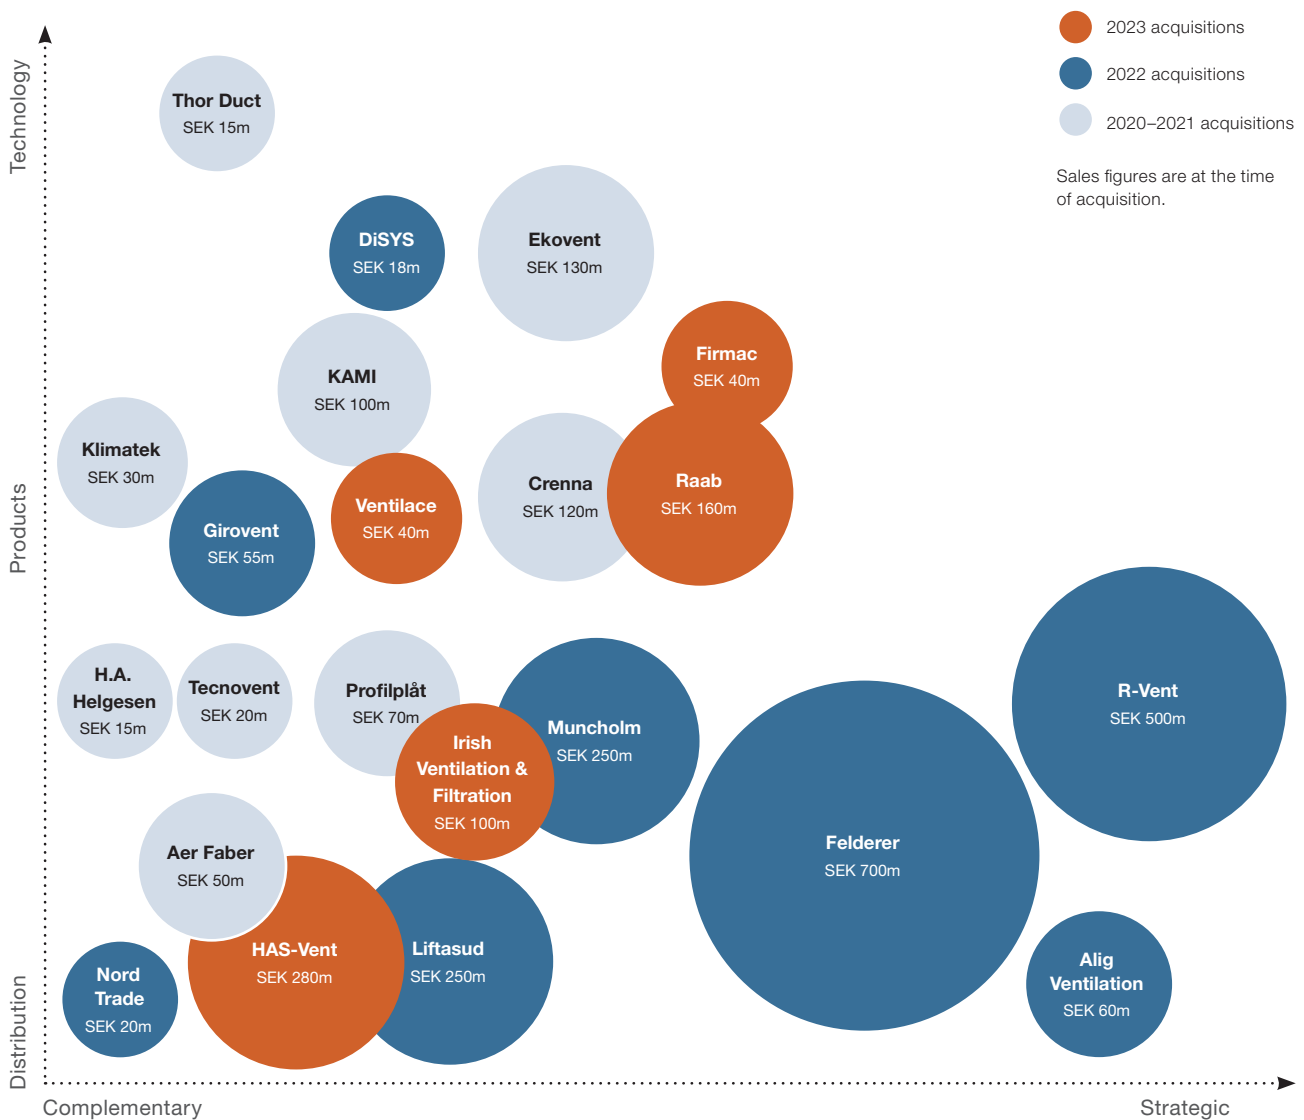 2023 acquisitions
2022 acquisitions
2020–2021 acquisitions
Sales figures are at the time
of acquisition.
Technology
Products
Distribution
Thor Duct
SEK 15m
DiSYS
SEK 18m
Ekovent
SEK 130m
Firmac
SEK 40m
KAMI
SEK 100m
Klimatek
SEK 30m
Raab
SEK 160m
Crenna
SEK 120m
Ventilace
SEK 40m
Girovent
SEK 55m
H.A.
Helgesen
SEK 15m
Tecnovent
SEK 20m
Profilplåt
SEK 70m
R-Vent
SEK 500m
Muncholm
SEK 250m
Irish
Ventilation &
Filtration
SEK 100m
Felderer
SEK 700m
Aer Faber
SEK 50m
HAS-Vent
SEK 280m
Liftasud
SEK 250m
Alig
Ventilation
SEK 60m
Nord
Trade
SEK 20m
Complementary
Strategic